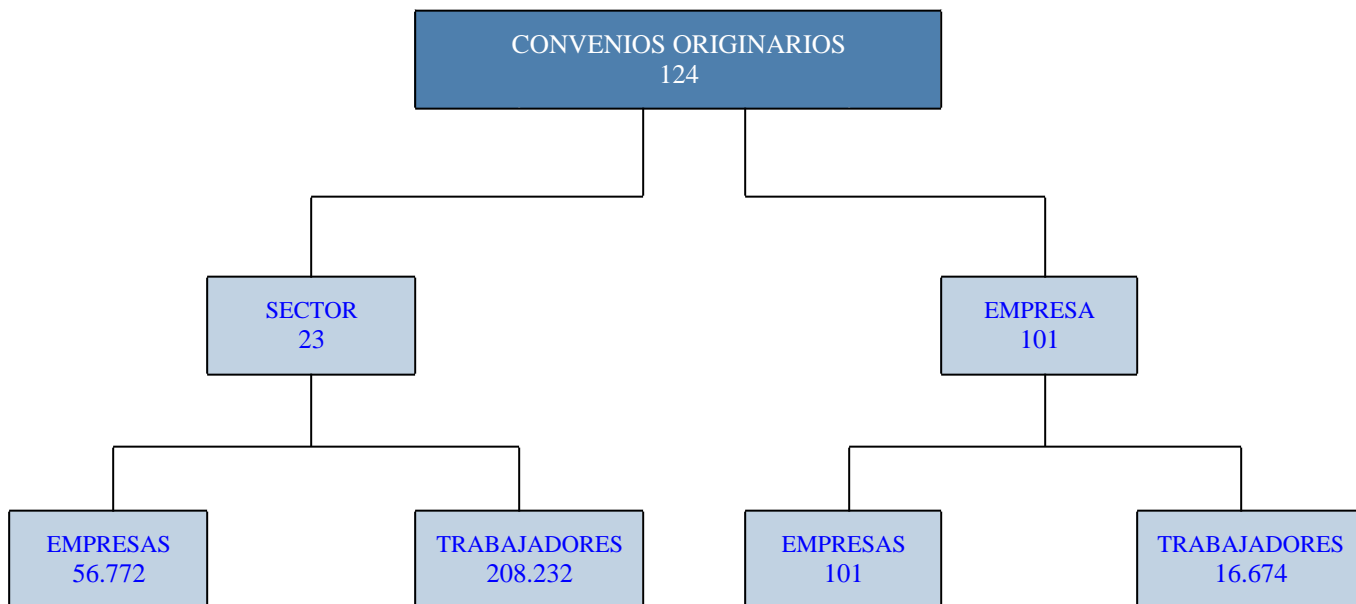 CONVENIOS ORIGINARIOS
124
SECTOR
23
EMPRESA
101
EMPRESAS
56.772
TRABAJADORES
208.232
EMPRESAS
101
TRABAJADORES
16.674